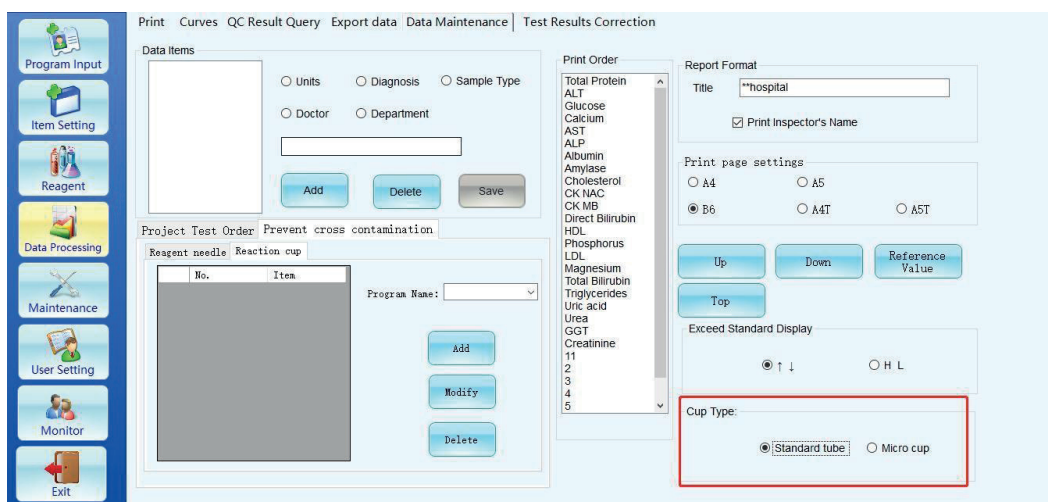 Print Curves QC Result Query Export data Data Maintenance Test Results Correction
Program Input
Item Setting
Reagent
Data Processing
Maintenance
User Setting
Monitor
Exit
Data Items
Units Diagnosis Sample Type
Doctor Department
Add Delete Save
Project Test Order Prevent cross contamination
Reagent needle Reaction cup
No. Item
Program Name:
Add
Modify
Delete
Print Order
Total Protein
ALT
Glucose
Calcium
AST
ALP
Albumin
Amylase
Cholesterol
CK NAC
CK MB
Direct Bilirubin
HDL
Phosphorus
LDL
Magnesium
Total Bilirubin
Triglycerides
Uric acid
Urea
GGT
Creatinine
11
2
3
4
5
Report Format
Title **hospital
Print Inspector's Name
Print page settings
A4 A5
B6 A4T A5T
Up Down Reference
Value
Top
Exceed Standard Display
↑ ↓ H L
Cup Type:
Standard tube Micro cup